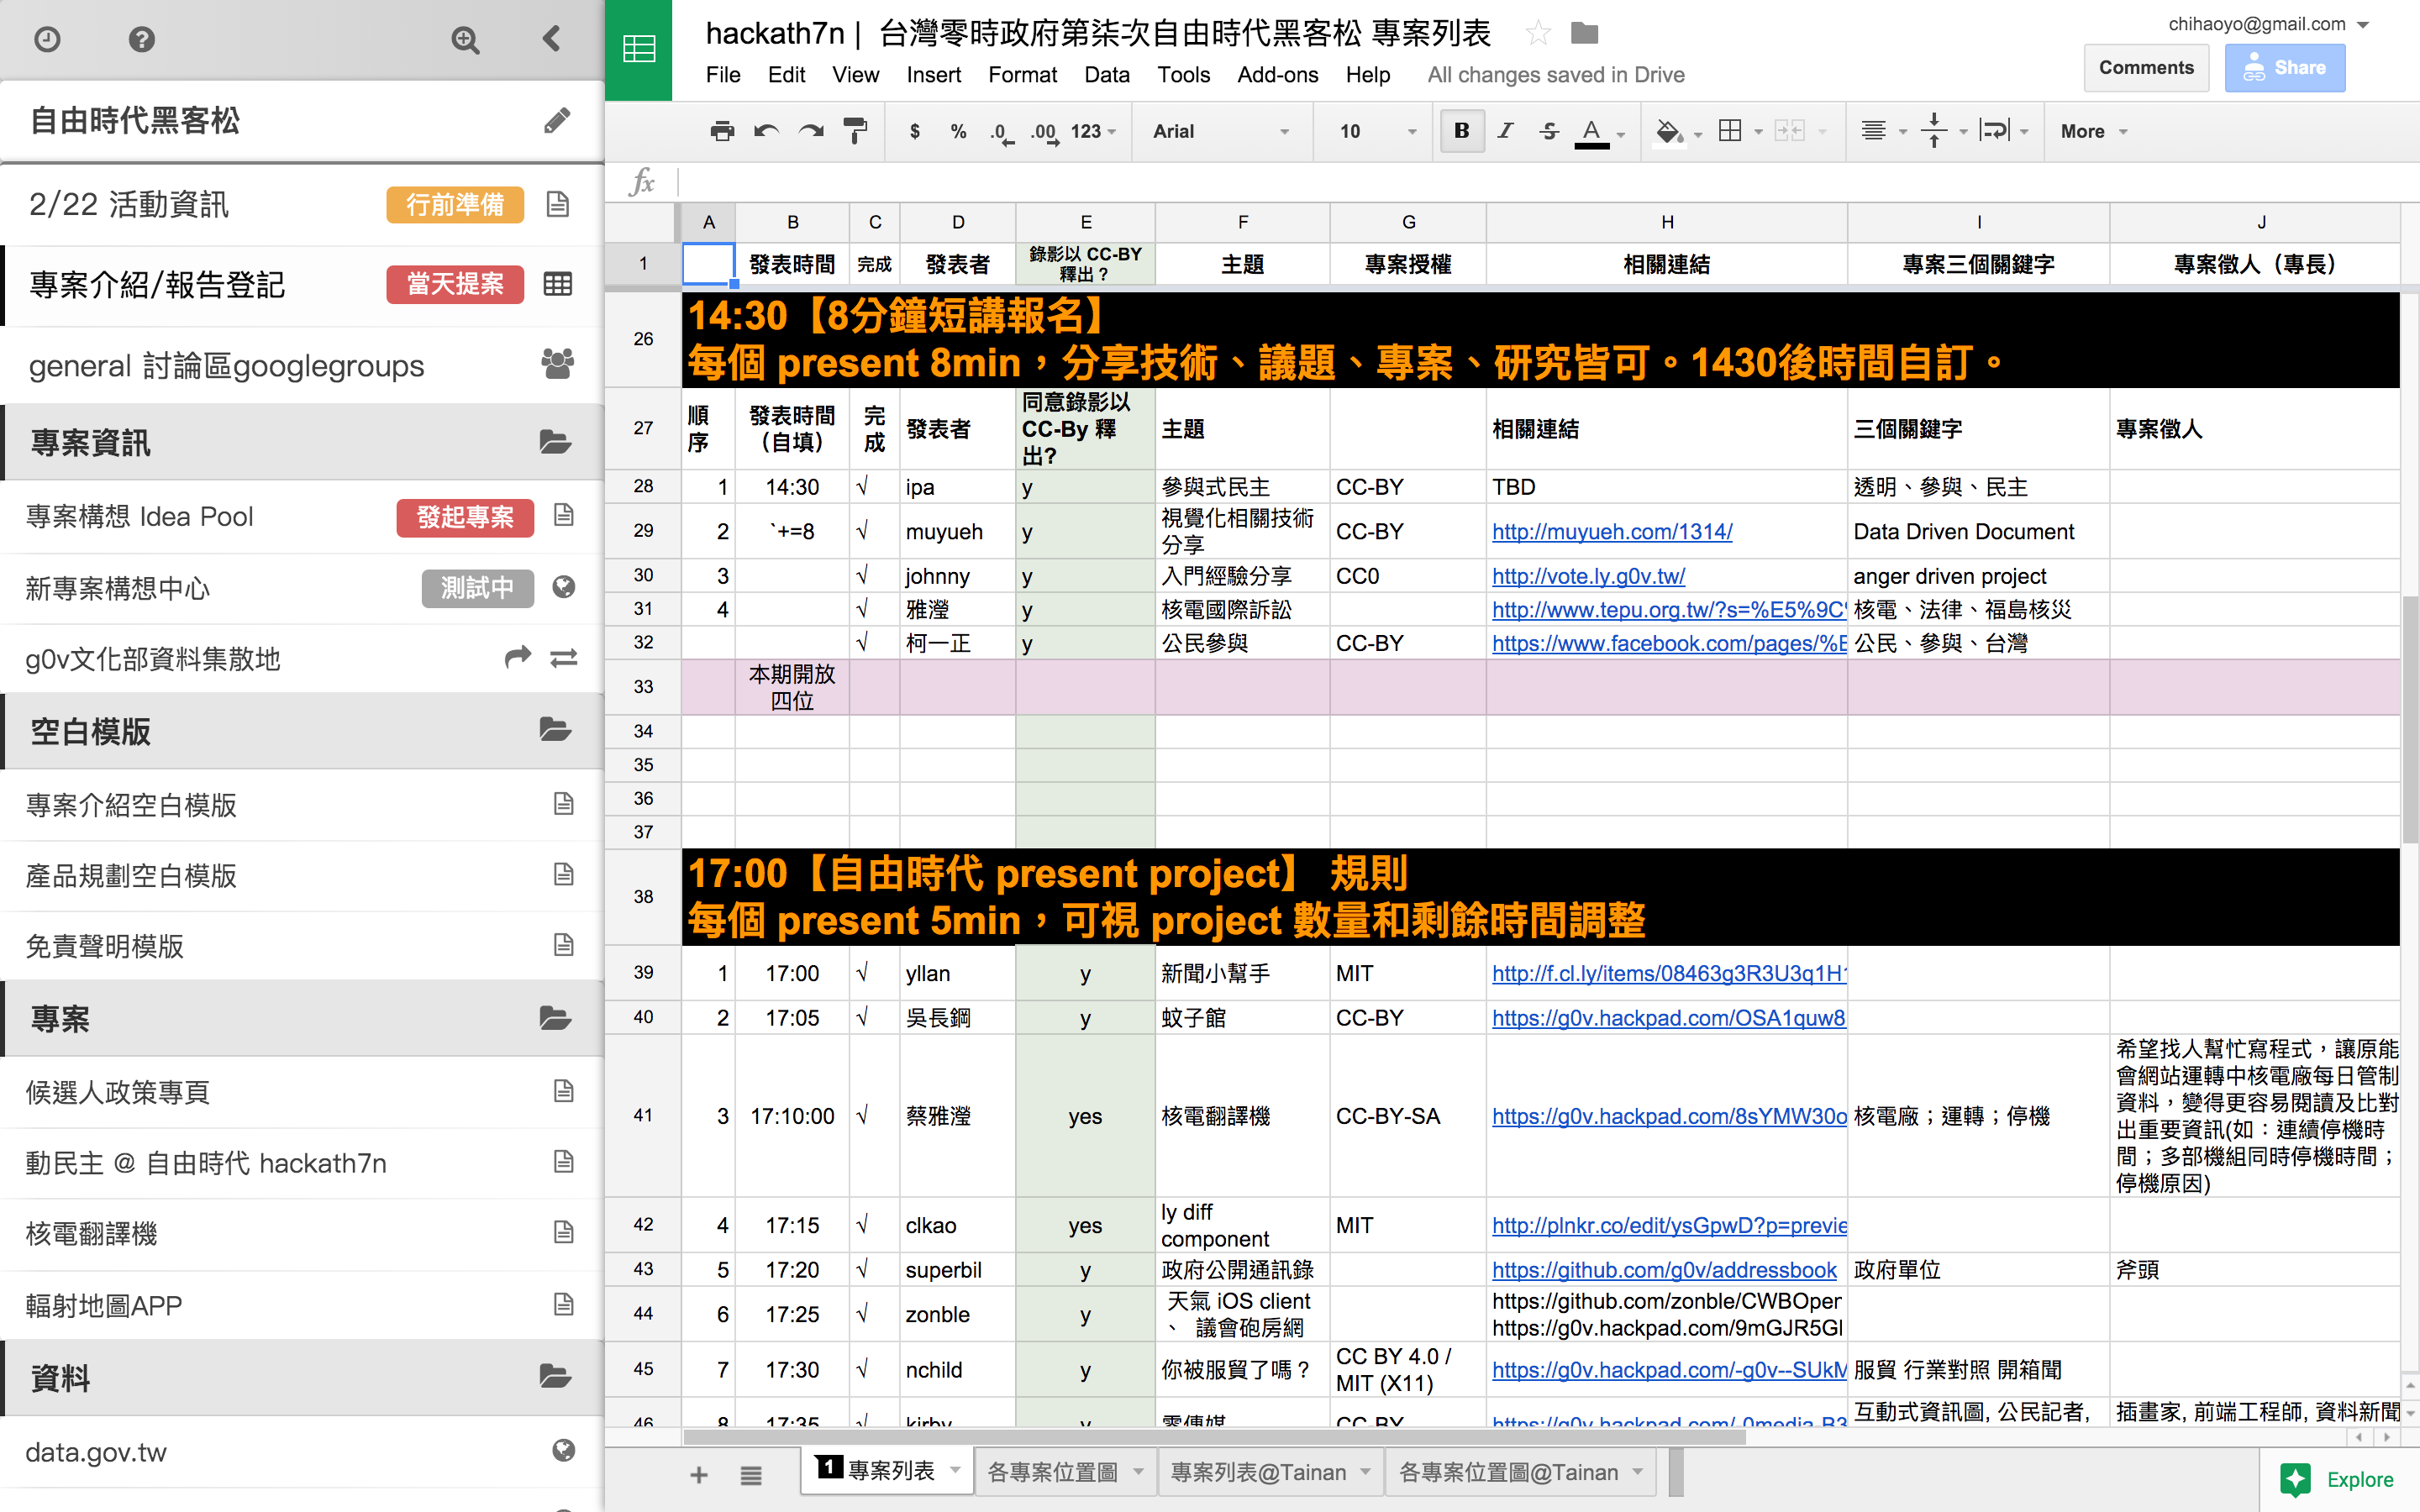 自由時代黑客松
2/22 活動資訊 行前準備
專案介紹/報告登記 當天提案
general 討論區googlegroups
專案資訊
專案構想 Idea Pool 發起專案
新專案構想中心 測試中
g0v文化部資料集散地
空白模版
專案介紹空白模版
產品規劃空白模版
免責聲明模版
專案
候選人政策專頁
動民主 @ 自由時代 hackath7n
核電翻譯機
輻射地圖APP
資料
data.gov.tw
hackath7n | 台灣零時政府第柒次自由時代黑客松 專案列表
chihaoyo@gmail.com
File Edit View Insert Format Data Tools Add-ons Help All changes saved in Drive
Comments Share
$ % .0 .00 123 Arial 10 B I S A More
fx
A B C D E F G H I J
1 發表時間 完成 發表者 錄影以 CC-BY 釋出？ 主題 專案授權 相關連結 專案三個關鍵字 專案徵人（專長）
26 14:30【8分鐘短講報名】
每個 present 8min，分享技術、議題、專案、研究皆可。1430後時間自訂。
27 順序 發表時間（自填） 完成 發表者 同意錄影以 CC-By 釋出? 主題 相關連結 三個關鍵字 專案徵人
28 1 14:30 √ ipa y 參與式民主 CC-BY TBD 透明、參與、民主
29 2 `+=8 √ muyueh y 視覺化相關技術分享 CC-BY http://muyueh.com/1314/ Data Driven Document
30 3 √ johnny y 入門經驗分享 CC0 http://vote.ly.g0v.tw/ anger driven project
31 4 √ 雅瀅 y 核電國際訴訟 http://www.tepu.org.tw/?s=%E5%9C% 核電、法律、福島核災
32 √ 柯一正 y 公民參與 CC-BY https://www.facebook.com/pages/%E 公民、參與、台灣
33 本期開放四位
34
35
36
37
38 17:00【自由時代 present project】 規則
每個 present 5min，可視 project 數量和剩餘時間調整
39 1 17:00 √ yllan y 新聞小幫手 MIT http://f.cl.ly/items/08463g3R3U3q1H
40 2 17:05 √ 吳長鋼 y 蚊子館 CC-BY https://g0v.hackpad.com/OSA1quw8
41 3 17:10:00 √ 蔡雅瀅 yes 核電翻譯機 CC-BY-SA https://g0v.hackpad.com/8sYMW30o 核電廠；運轉；停機
希望找人幫忙寫程式，讓原能
會網站運轉中核電廠每日管制
資料，變得更容易閱讀及比對
出重要資訊(如：連續停機時
間；多部機組同時停機時間；
停機原因)
42 4 17:15 √ clkao yes ly diff component MIT http://plnkr.co/edit/ysGpwD?p=previe
43 5 17:20 √ superbil y 政府公開通訊錄 https://github.com/g0v/addressbook 政府單位 斧頭
44 6 17:25 √ zonble y 天氣 iOS client 、 議會砲房網 https://github.com/zonble/CWBOper
https://g0v.hackpad.com/9mGJR5GI
45 7 17:30 √ nchild y 你被服貿了嗎？ CC BY 4.0 / MIT (X11) https://g0v.hackpad.com/-g0v--SUkM 服貿 行業對照 開箱聞
46 8 17:35 √ kirby y 零傳媒 CC-BY https://g0v.hackpad.com/-0media-B3 互動式資訊圖, 公民記者, 插畫家, 前端工程師, 資料新聞
1 專案列表 各專案位置圖 專案列表@Tainan 各專案位置圖@Tainan
Explore